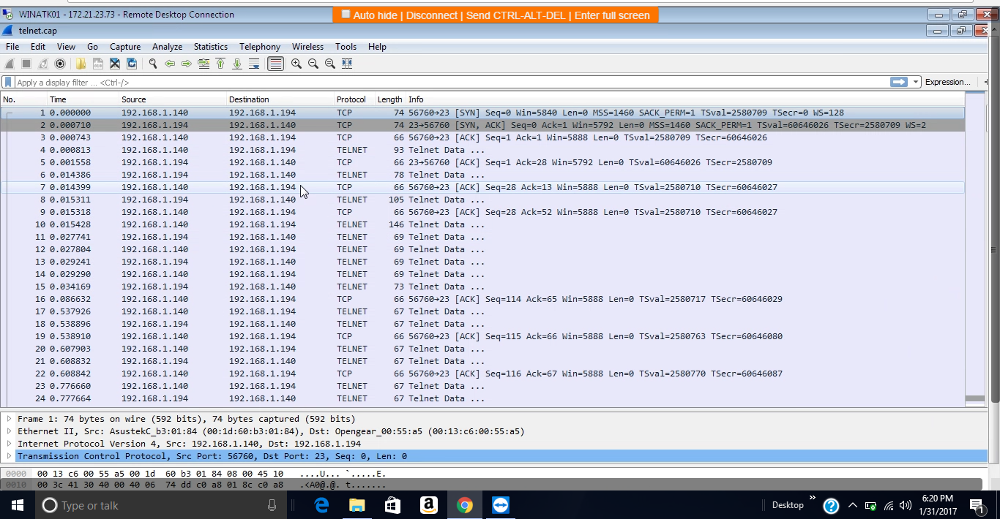 WINATK01 - 172.21.23.73 - Remote Desktop Connection
Auto hide | Disconnect | Send CTRL-ALT-DEL | Enter full screen
telnet.cap
File Edit View Go Capture Analyze Statistics Telephony Wireless Tools Help
Apply a display filter ... <Ctrl-/> Expression... +
No. Time Source Destination Protocol Length Info
1 0.000000 192.168.1.140 192.168.1.194 TCP 74 56760→23 [SYN] Seq=0 Win=5840 Len=0 MSS=1460 SACK_PERM=1 TSval=2580709 TSecr=0 WS=128
2 0.000710 192.168.1.194 192.168.1.140 TCP 74 23→56760 [SYN, ACK] Seq=0 Ack=1 Win=5792 Len=0 MSS=1460 SACK_PERM=1 TSval=60646026 TSecr=2580709 WS=2
3 0.000743 192.168.1.140 192.168.1.194 TCP 66 56760→23 [ACK] Seq=1 Ack=1 Win=5888 Len=0 TSval=2580709 TSecr=60646026
4 0.000813 192.168.1.140 192.168.1.194 TELNET 93 Telnet Data ...
5 0.001558 192.168.1.194 192.168.1.140 TCP 66 23→56760 [ACK] Seq=1 Ack=28 Win=5792 Len=0 TSval=60646026 TSecr=2580709
6 0.014386 192.168.1.194 192.168.1.140 TELNET 78 Telnet Data ...
7 0.014399 192.168.1.140 192.168.1.194 TCP 66 56760→23 [ACK] Seq=28 Ack=13 Win=5888 Len=0 TSval=2580710 TSecr=60646027
8 0.015311 192.168.1.194 192.168.1.140 TELNET 105 Telnet Data ...
9 0.015318 192.168.1.140 192.168.1.194 TCP 66 56760→23 [ACK] Seq=28 Ack=52 Win=5888 Len=0 TSval=2580710 TSecr=60646027
10 0.015428 192.168.1.140 192.168.1.194 TELNET 146 Telnet Data ...
11 0.027741 192.168.1.194 192.168.1.140 TELNET 69 Telnet Data ...
12 0.027804 192.168.1.140 192.168.1.194 TELNET 69 Telnet Data ...
13 0.029241 192.168.1.194 192.168.1.140 TELNET 69 Telnet Data ...
14 0.029290 192.168.1.140 192.168.1.194 TELNET 69 Telnet Data ...
15 0.034169 192.168.1.194 192.168.1.140 TELNET 73 Telnet Data ...
16 0.086632 192.168.1.140 192.168.1.194 TCP 66 56760→23 [ACK] Seq=114 Ack=65 Win=5888 Len=0 TSval=2580717 TSecr=60646029
17 0.537926 192.168.1.140 192.168.1.194 TELNET 67 Telnet Data ...
18 0.538896 192.168.1.194 192.168.1.140 TELNET 67 Telnet Data ...
19 0.538910 192.168.1.140 192.168.1.194 TCP 66 56760→23 [ACK] Seq=115 Ack=66 Win=5888 Len=0 TSval=2580763 TSecr=60646080
20 0.607903 192.168.1.140 192.168.1.194 TELNET 67 Telnet Data ...
21 0.608832 192.168.1.194 192.168.1.140 TELNET 67 Telnet Data ...
22 0.608842 192.168.1.140 192.168.1.194 TCP 66 56760→23 [ACK] Seq=116 Ack=67 Win=5888 Len=0 TSval=2580770 TSecr=60646087
23 0.776660 192.168.1.140 192.168.1.194 TELNET 67 Telnet Data ...
24 0.777664 192.168.1.194 192.168.1.140 TELNET 67 Telnet Data ...
Frame 1: 74 bytes on wire (592 bits), 74 bytes captured (592 bits)
Ethernet II, Src: AsustekC_b3:01:84 (00:1d:60:b3:01:84), Dst: Opengear_00:55:a5 (00:13:c6:00:55:a5)
Internet Protocol Version 4, Src: 192.168.1.140, Dst: 192.168.1.194
Transmission Control Protocol, Src Port: 56760, Dst Port: 23, Seq: 0, Len: 0
0000 00 13 c6 00 55 a5 00 1d 60 b3 01 84 08 00 45 10 ....U... `.....E.
0010 00 3c 41 30 40 00 40 06 74 dd c0 a8 01 8c c0 a8 .<A0@.@. t.......
Type or talk Desktop 6:20 PM
1/31/2017 1